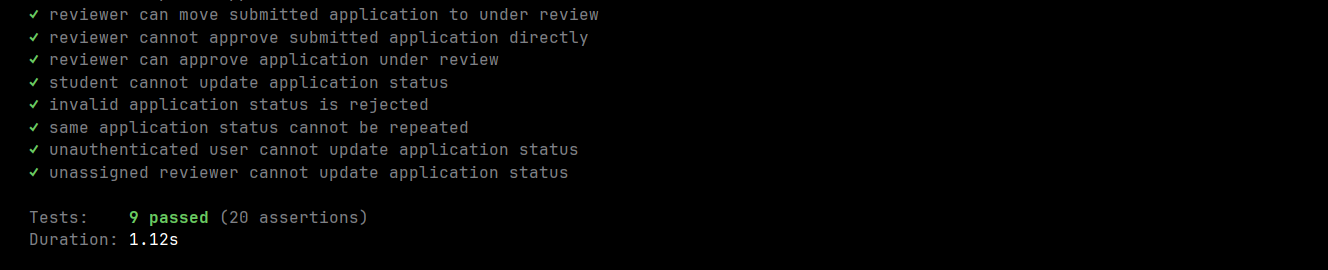 ✓ reviewer can move submitted application to under review
✓ reviewer cannot approve submitted application directly
✓ reviewer can approve application under review
✓ student cannot update application status
✓ invalid application status is rejected
✓ same application status cannot be repeated
✓ unauthenticated user cannot update application status
✓ unassigned reviewer cannot update application status
Tests: 9 passed (20 assertions)
Duration: 1.12s